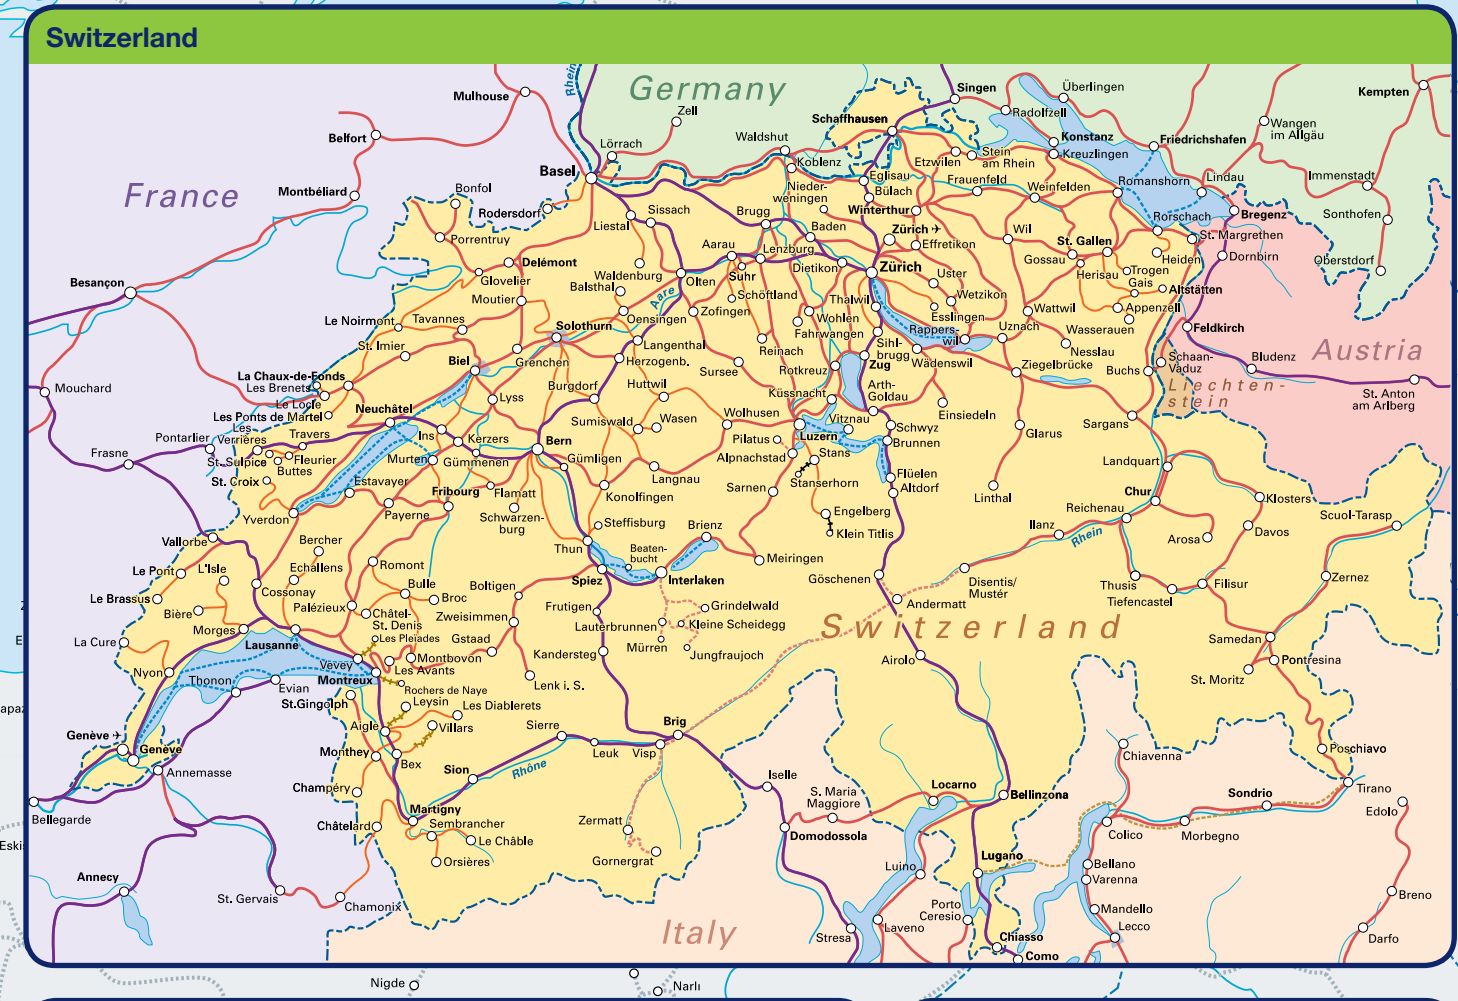 Switzerland
Germany
Rhein
Singen
Überlingen
Kempten
Mulhouse
Zell
Schaffhausen
Radolfzell
Wangen
im Allgäu
Belfort
Lörrach
Waldshut
Konstanz
Kreuzlingen
Friedrichshafen
Basel
Koblenz
Etzwilen
Stein
am Rhein
France
Montbéliard
Bonfol
Rodersdorf
Nieder-
weningen
Eglisau
Bülach
Frauenfeld
Weinfelden
Romanshorn
Lindau
Immenstadt
Sissach
Liestal
Brugg
Baden
Winterthur
Zürich
Effretikon
Wil
Rorschach
Bregenz
Sonthofen
Porrentruy
Aarau
Lenzburg
Dietikon
Zürich
St. Gallen
Gossau
Herisau
Heiden
St. Margrethen
Dornbirn
Oberstdorf
Delémont
Glovelier
Waldenburg
Balsthal
Olten
Suhr
Uster
Trogen
Gais
Altstätten
Besançon
Moutier
Aare
Schöftland
Thalwil
Wetzikon
Esslingen
Wattwil
Appenzell
Wasserauen
Le Noirmont
Tavannes
Solothurn
Oensingen
Zofingen
Wohlen
Fahrwangen
Rappers-
wil
Uznach
Feldkirch
St. Imier
Biel
Grenchen
Langenthal
Herzogenb.
Reinach
Sihl-
brugg
Wädenswil
Nesslau
Schaan-
Vaduz
Bludenz
Austria
La Chaux-de-Fonds
Les Brenets
Le Locle
Mouchard
Lyss
Burgdorf
Huttwil
Sursee
Rotkreuz
Zug
Ziegelbrücke
Buchs
Liechten-
stein
St. Anton
am Arlberg
Les Ponts de Martel
Neuchâtel
Küssnacht
Arth-
Goldau
Einsiedeln
Les
Verrières
Travers
Ins
Kerzers
Bern
Sumiswald
Wasen
Wolhusen
Vitznau
Luzern
Schwyz
Brunnen
Glarus
Sargans
Pontarlier
Frasne
St. Sulpice
Fleurier
Buttes
Murten
Gümmenen
Gümligen
Pilatus
Alpnachstad
Stans
Stanserhorn
Landquart
St. Croix
Estavayer
Fribourg
Flamatt
Langnau
Konolfingen
Sarnen
Flüelen
Altdorf
Linthal
Chur
Klosters
Yverdon
Payerne
Schwarzen-
burg
Steffisburg
Brienz
Engelberg
Klein Titlis
Ilanz
Reichenau
Rhein
Arosa
Davos
Scuol-Tarasp
Vallorbe
Bercher
Thun
Beaten-
bucht
Meiringen
Le Pont
L'Isle
Echallens
Romont
Spiez
Interlaken
Göschenen
Disentis/
Mustér
Thusis
Tiefencastel
Filisur
Zernez
Le Brassus
Bière
Cossonay
Bulle
Broc
Boltigen
Andermatt
Morges
Palézieux
Châtel-
St. Denis
Zweisimmen
Frutigen
Grindelwald
Kleine Scheidegg
Lauterbrunnen
Mürren
Jungfraujoch
Switzerland
Samedan
La Cure
Lausanne
Les Pleiades
Gstaad
Kandersteg
Airolo
Pontresina
St. Moritz
Nyon
Thonon
Evian
Vevey
Montreux
Montbovon
Les Avants
Lenk i. S.
St.Gingolph
Rochers de Naye
Leysin
Les Diablerets
Aigle
Villars
Sierre
Brig
Genève
Genève
Monthey
Bex
Leuk
Visp
Chiavenna
Poschiavo
Annemasse
Sion
Rhône
Champéry
Iselle
S. Maria
Maggiore
Locarno
Bellinzona
Sondrio
Tirano
Edolo
Bellegarde
Martigny
Châtelard
Sembrancher
Le Châble
Orsières
Zermatt
Gornergrat
Domodossola
Colico
Morbegno
Annecy
St. Gervais
Chamonix
Luino
Lugano
Bellano
Varenna
Breno
Porto
Ceresio
Mandello
Italy
Stresa
Laveno
Chiasso
Como
Lecco
Darfo
Nigde
Narlı